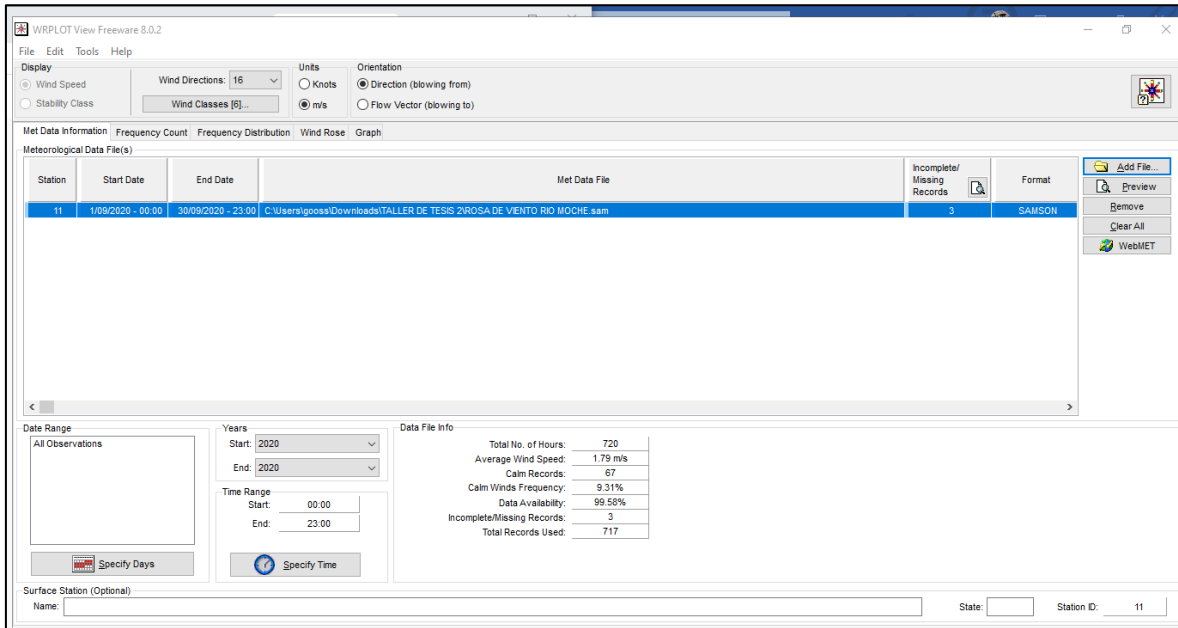 WRPLOT View Freeware 8.0.2
File Edit Tools Help
Display
Wind Speed
Stability Class
Wind Directions: 16
Wind Classes [6]...
Units
Knots
m/s
Orientation
Direction (blowing from)
Flow Vector (blowing to)
Met Data Information Frequency Count Frequency Distribution Wind Rose Graph
Meteorological Data File(s)
Station Start Date End Date Met Data File Incomplete/ Missing Records Format
11 1/09/2020 - 00:00 30/09/2020 - 23:00 C:\Users\gooss\Downloads\TALLER DE TESIS 2\ROSA DE VIENTO RIO MOCHE.sam 3 SAMSON
Add File...
Preview
Remove
Clear All
WebMET
Date Range
All Observations
Specify Days
Years
Start: 2020
End: 2020
Time Range
Start: 00:00
End: 23:00
Specify Time
Data File Info
Total No. of Hours: 720
Average Wind Speed: 1.79 m/s
Calm Records: 67
Calm Winds Frequency: 9.31%
Data Availability: 99.58%
Incomplete/Missing Records: 3
Total Records Used: 717
Surface Station (Optional)
Name: State: Station ID: 11